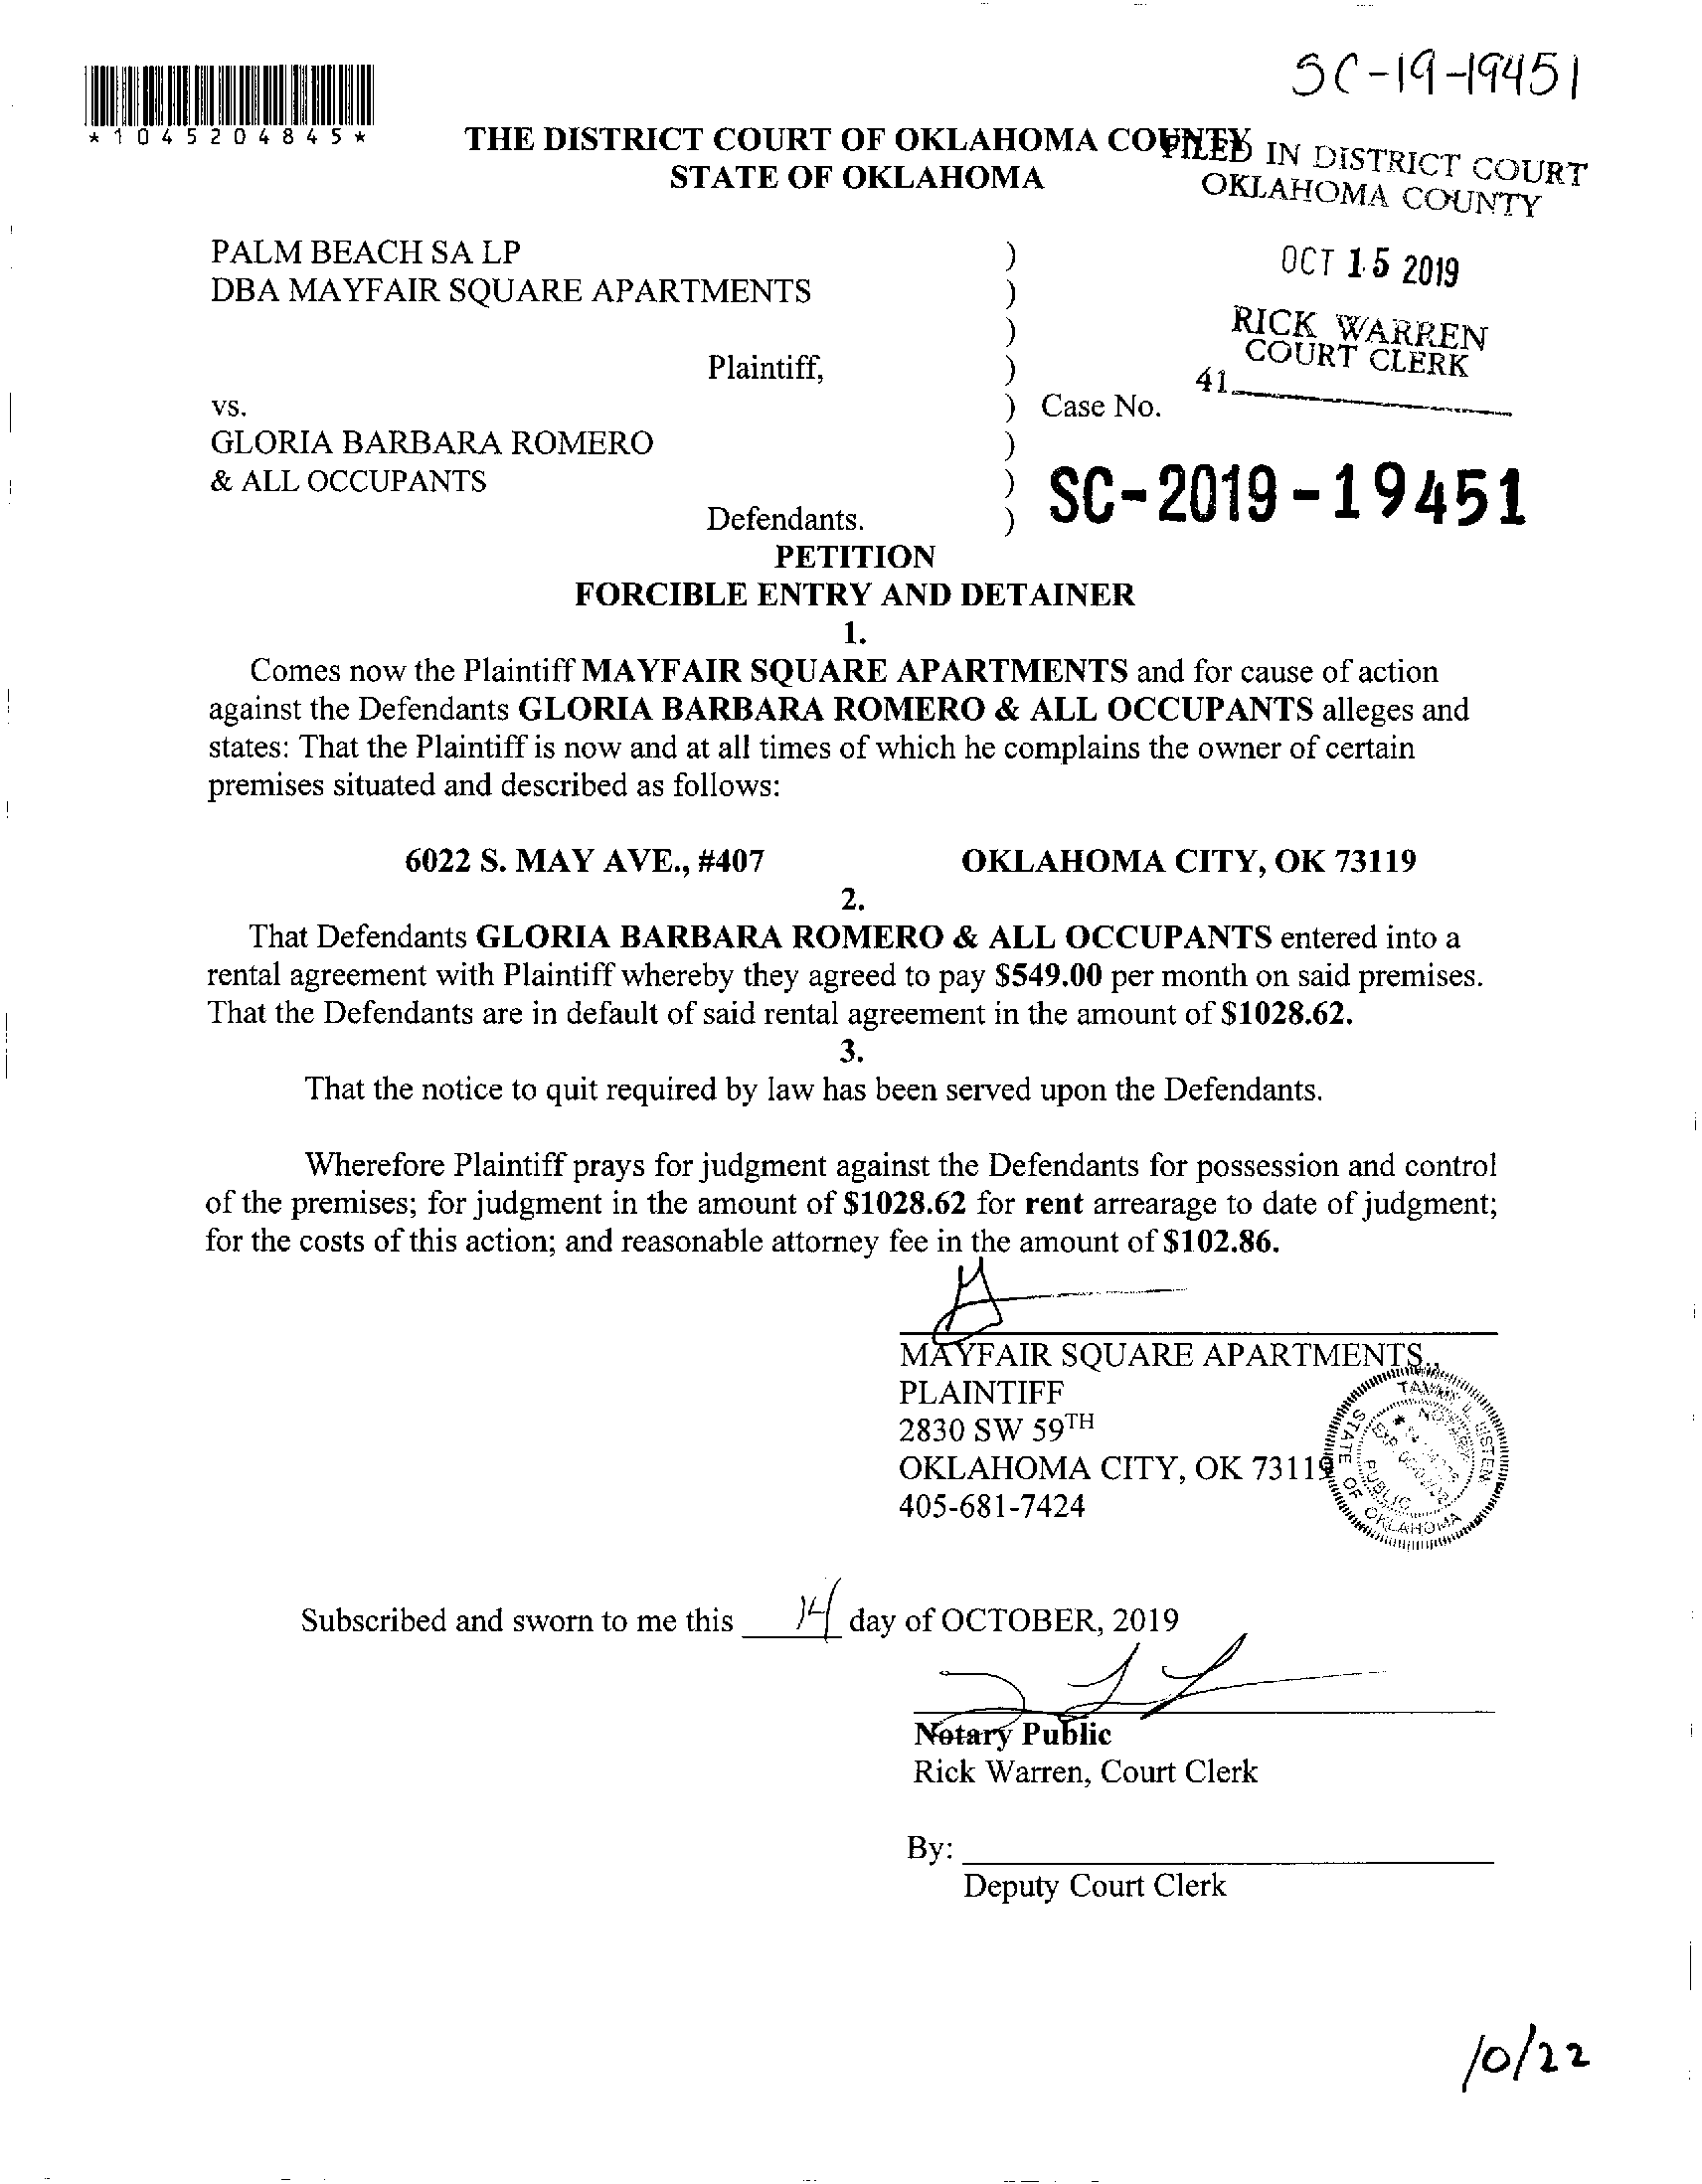 SC-19-19451
*1045204845*
THE DISTRICT COURT OF OKLAHOMA COUNTY
STATE OF OKLAHOMA
FILED IN DISTRICT COURT
OKLAHOMA COUNTY
OCT 15 2019
RICK WARREN
COURT CLERK
41
PALM BEACH SA LP )
DBA MAYFAIR SQUARE APARTMENTS )
)
Plaintiff, )
vs. ) Case No.
GLORIA BARBARA ROMERO )
& ALL OCCUPANTS ) SC-2019-19451
Defendants. )
PETITION
FORCIBLE ENTRY AND DETAINER
1.
Comes now the Plaintiff MAYFAIR SQUARE APARTMENTS and for cause of action
against the Defendants GLORIA BARBARA ROMERO & ALL OCCUPANTS alleges and
states: That the Plaintiff is now and at all times of which he complains the owner of certain
premises situated and described as follows:
6022 S. MAY AVE., #407 OKLAHOMA CITY, OK 73119
2.
That Defendants GLORIA BARBARA ROMERO & ALL OCCUPANTS entered into a
rental agreement with Plaintiff whereby they agreed to pay $549.00 per month on said premises.
That the Defendants are in default of said rental agreement in the amount of $1028.62.
3.
That the notice to quit required by law has been served upon the Defendants.
Wherefore Plaintiff prays for judgment against the Defendants for possession and control
of the premises; for judgment in the amount of $1028.62 for rent arrearage to date of judgment;
for the costs of this action; and reasonable attorney fee in the amount of $102.86.
MAYFAIR SQUARE APARTMENTS,
PLAINTIFF
2830 SW 59TH
OKLAHOMA CITY, OK 73119
405-681-7424
NOTARY
PUBLIC
STATE OF OKLAHOMA
Subscribed and sworn to me this 14 day of OCTOBER, 2019
Notary Public
Rick Warren, Court Clerk
By:
Deputy Court Clerk
10/22